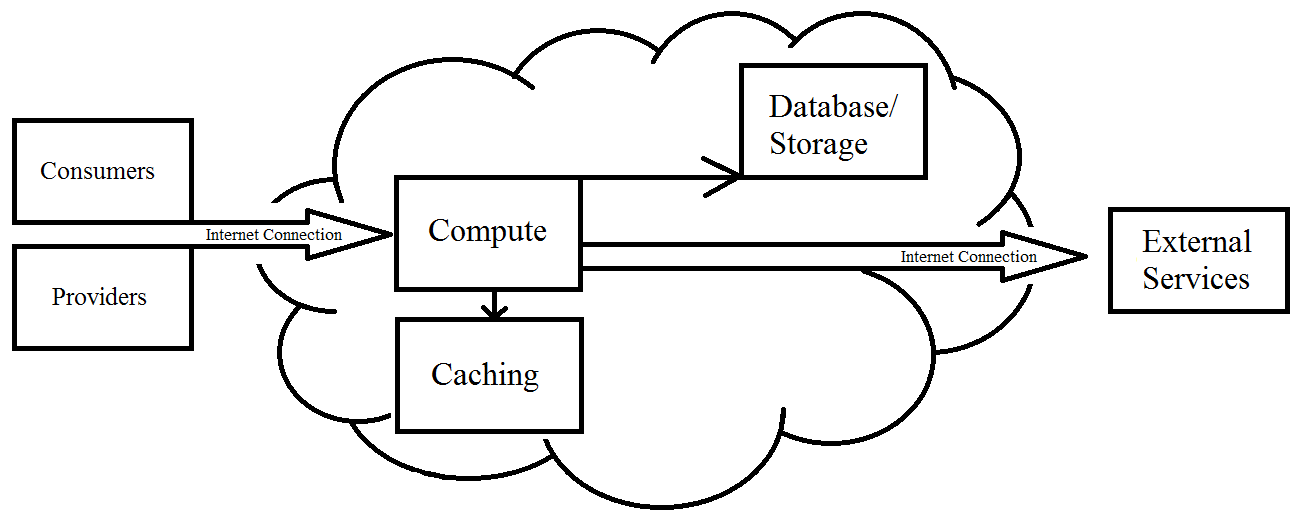 Database/
Storage
Consumers
Internet Connection
Compute
Internet Connection
External
Services
Providers
Caching